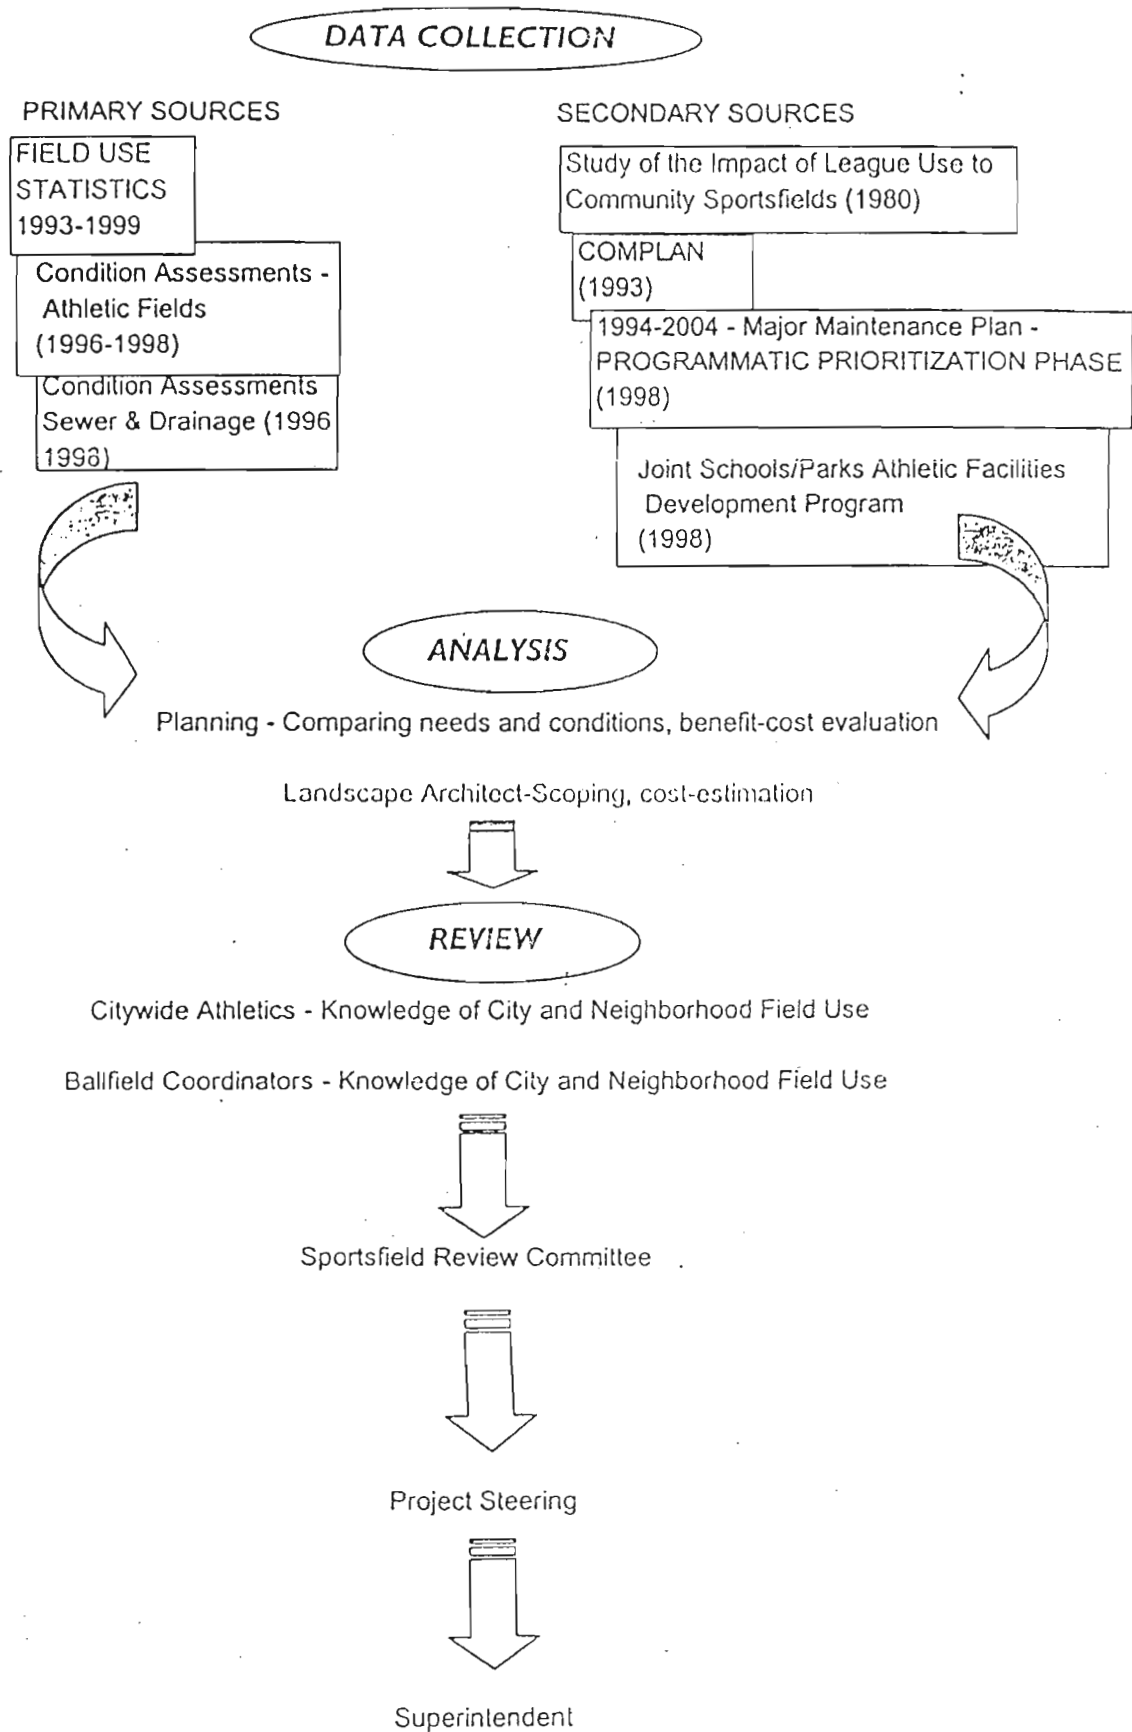 DATA COLLECTION
PRIMARY SOURCES
FIELD USE
STATISTICS
1993-1999
Condition Assessments -
Athletic Fields
(1996-1998)
Condition Assessments
Sewer & Drainage (1996
1998)
SECONDARY SOURCES
Study of the Impact of League Use to
Community Sportsfields (1980)
COMPLAN
(1993)
1994-2004 - Major Maintenance Plan -
PROGRAMMATIC PRIORITIZATION PHASE
(1998)
Joint Schools/Parks Athletic Facilities
Development Program
(1998)
ANALYSIS
Planning - Comparing needs and conditions, benefit-cost evaluation
Landscape Architect-Scoping, cost-estimation
REVIEW
Citywide Athletics - Knowledge of City and Neighborhood Field Use
Ballfield Coordinators - Knowledge of City and Neighborhood Field Use
Sportsfield Review Committee
Project Steering
Superintendent